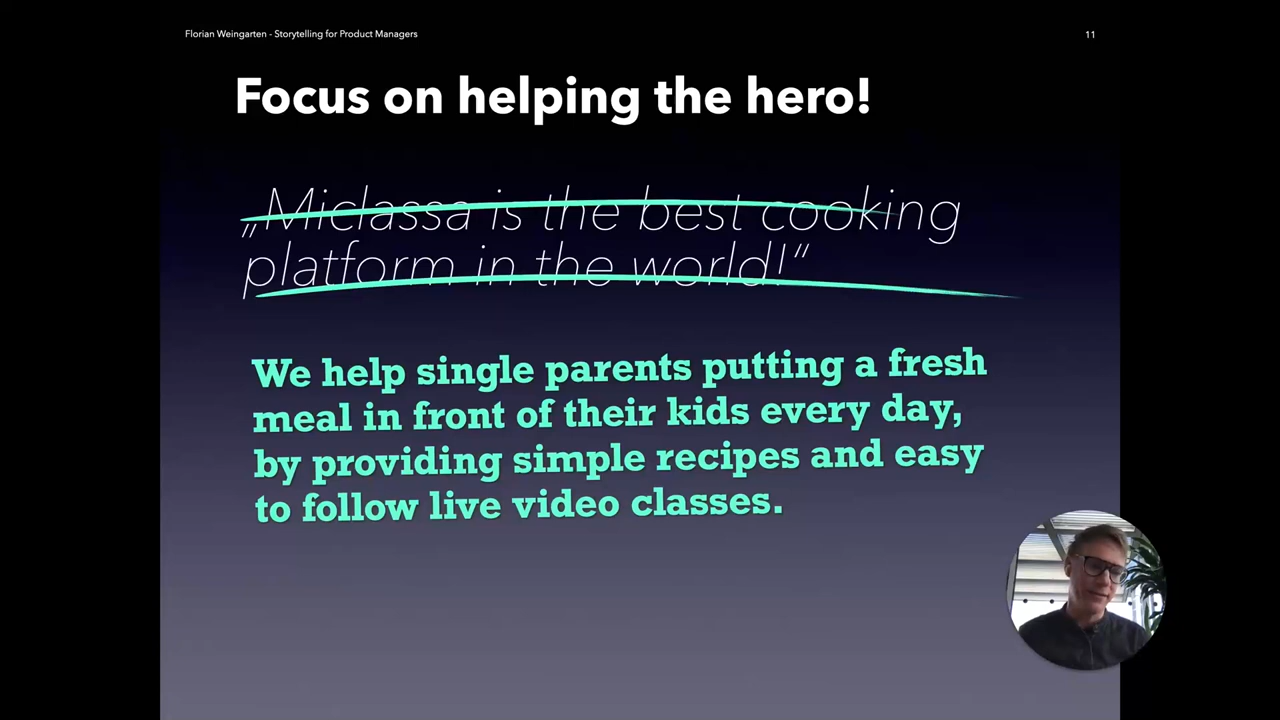 Florian Weingarten - Storytelling for Product Managers
11
Focus on helping the hero!
„Miclassa is the best cooking
platform in the world!“
We help single parents putting a fresh
meal in front of their kids every day,
by providing simple recipes and easy
to follow live video classes.